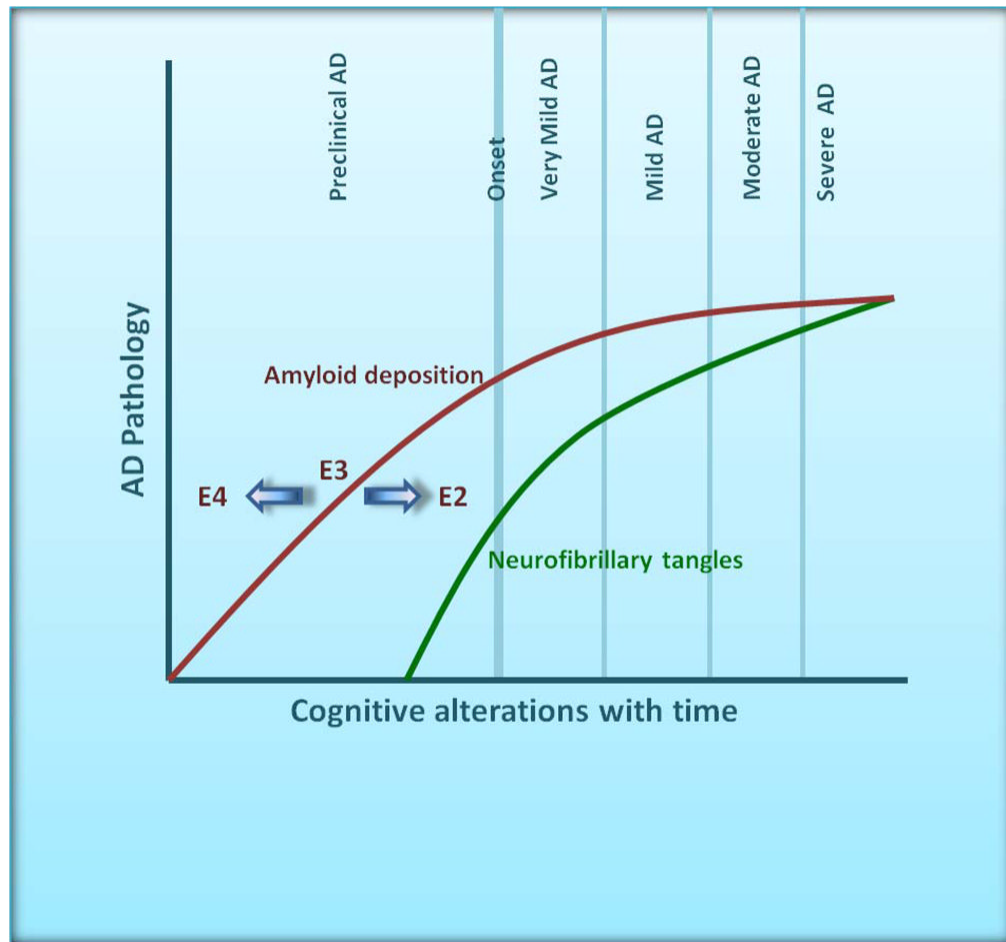 Preclinical AD
Onset
Very Mild AD
Mild AD
Moderate AD
Severe AD
AD Pathology
Amyloid deposition
E3
E4
E2
Neurofibrillary tangles
Cognitive alterations with time